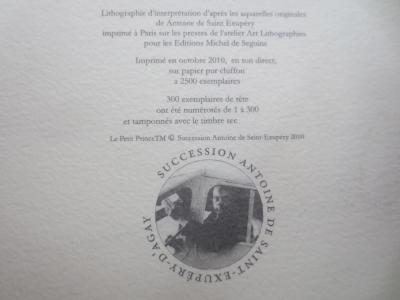 Lithographie d'interprétation d'après les aquarelles originales
de Antoine de Saint Exupéry
imprimé à Paris sur les presses de l'atelier Art Lithographies
pour les Editions Michel de Seguins
Imprimé en octobre 2010, en ton direct,
sur papier pur chiffon
a 2500 exemplaires
300 exemplaires de tête
ont été numérotés de 1 à 300
et tamponnés avec le timbre sec.
Le Petit PrinceTM © Succession Antoine de Saint-Exupéry 2010
SUCCESSION ANTOINE DE SAINT-EXUPÉRY-D'AGAY